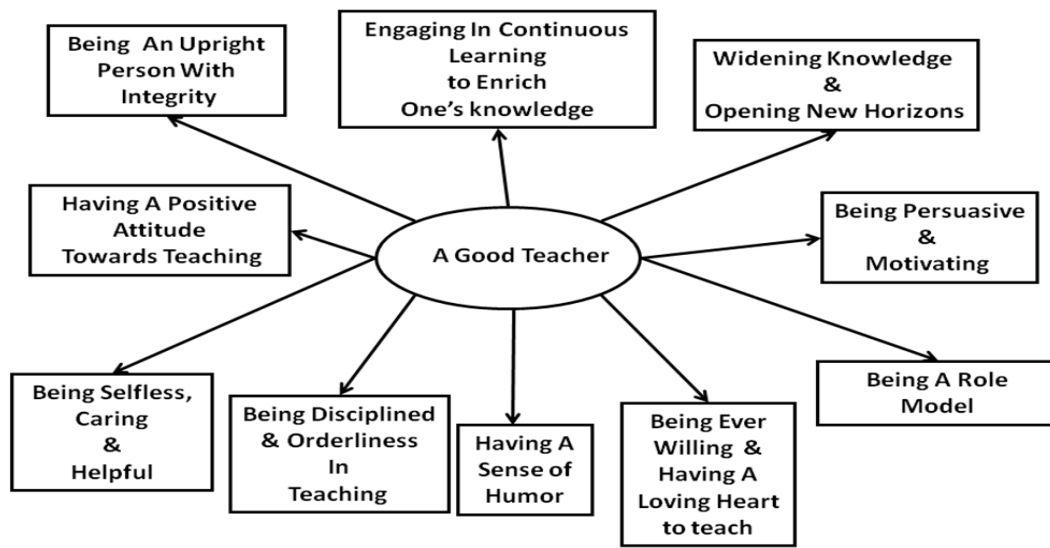 Being An Upright
Person With
Integrity
Engaging In Continuous
Learning
to Enrich
One's knowledge
Widening Knowledge
&
Opening New Horizons
Having A Positive
Attitude
Towards Teaching
A Good Teacher
Being Persuasive
&
Motivating
Being Selfless,
Caring
&
Helpful
Being Disciplined
& Orderliness
In
Teaching
Having A
Sense of
Humor
Being Ever
Willing &
Having A
Loving Heart
to teach
Being A Role
Model